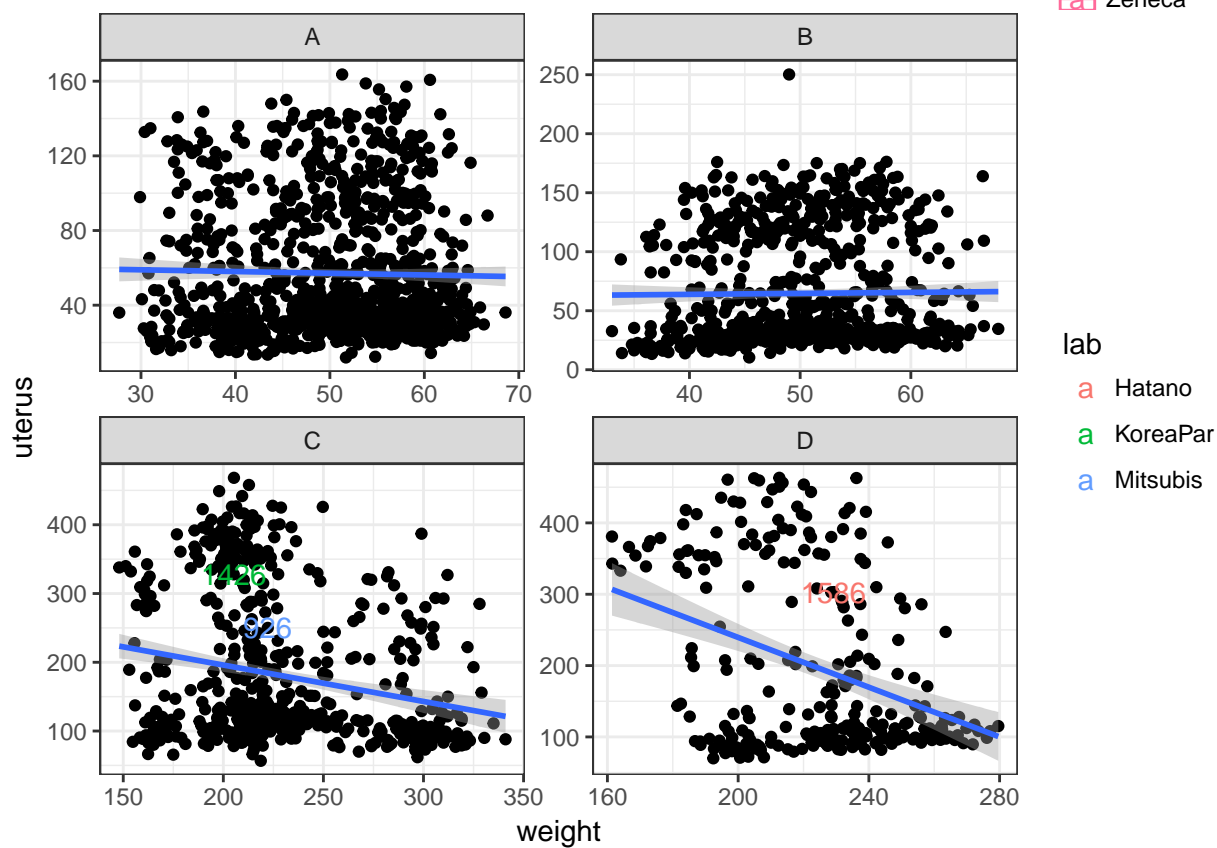 a Zeneca
A
B
160
120
80
40
250
200
150
100
50
0
30 40 50 60 70
40 50 60
uterus
lab
a Hatano
a KoreaPar
a Mitsubis
C
D
400
300
200
100
1426
926
400
300
200
100
1586
150 200 250 300 350
160 200 240 280
weight